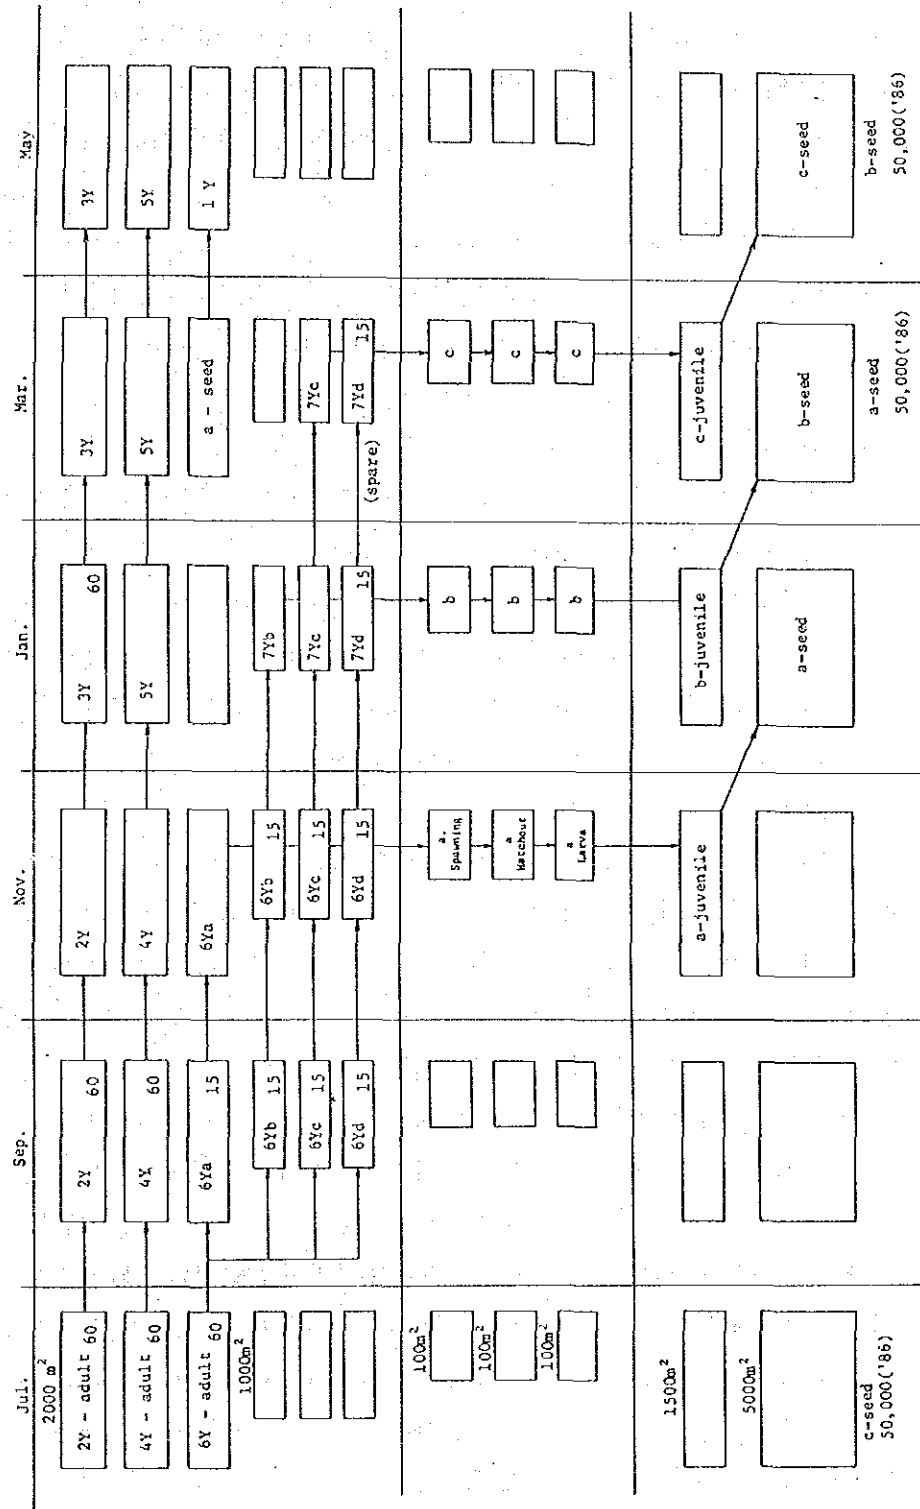 Jul. Sep. Nov. Jan. Mar. May
2000 m²
2Y - adult 60
2Y 60
2Y
3Y 60
3Y
3Y
4Y - adult 60
4Y 60
4Y
5Y
5Y
5Y
6Y - adult 60
6Ya 15
6Ya
a - seed
1 Y
1000m²
6Yb 15
6Yb 15
7Yb
6Yc 15
6Yc 15
7Yc
7Yc
6Yd 15
6Yd 15
7Yd 15
(spare)
7Yd 15
100m²
a.
Spawning
b
c
100m²
a
Hatchout
b
c
100m²
a
Larva
b
c
1500m²
a-juvenile
b-juvenile
c-juvenile
5000m²
a-seed
b-seed
c-seed
c-seed
50,000('86)
a-seed
50,000('86)
b-seed
50,000('86)